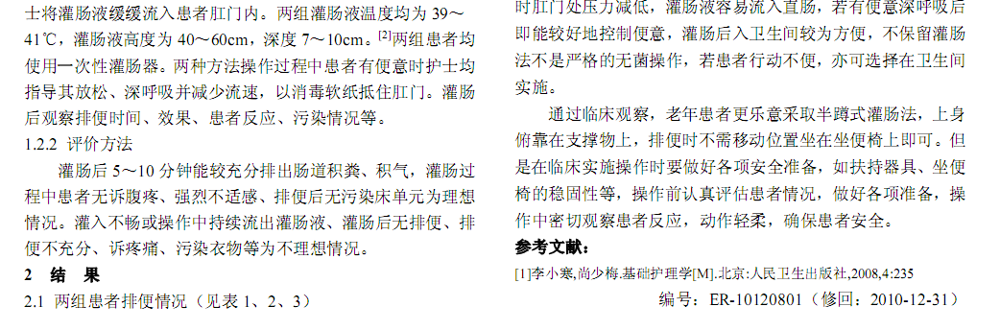 士将灌肠液缓缓流入患者肛门内。两组灌肠液温度均为 39～
41℃，灌肠液高度为 40～60cm，深度 7～10cm。[2]两组患者均
使用一次性灌肠器。两种方法操作过程中患者有便意时护士均
指导其放松、深呼吸并减少流速，以消毒软纸抵住肛门。灌肠
后观察排便时间、效果、患者反应、污染情况等。
1.2.2 评价方法
灌肠后 5～10 分钟能较充分排出肠道积粪、积气，灌肠过
程中患者无诉腹疼、强烈不适感、排便后无污染床单元为理想
情况。灌入不畅或操作中持续流出灌肠液、灌肠后无排便、排
便不充分、诉疼痛、污染衣物等为不理想情况。
2 结 果
2.1 两组患者排便情况（见表 1、2、3）
时肛门处压力减低，灌肠液容易流入直肠，若有便意深呼吸后
即能较好地控制便意，灌肠后入卫生间较为方便，不保留灌肠
法不是严格的无菌操作，若患者行动不便，亦可选择在卫生间
实施。
通过临床观察，老年患者更乐意采取半蹲式灌肠法，上身
俯靠在支撑物上，排便时不需移动位置坐在坐便椅上即可。但
是在临床实施操作时要做好各项安全准备，如扶持器具、坐便
椅的稳固性等，操作前认真评估患者情况，做好各项准备，操
作中密切观察患者反应，动作轻柔，确保患者安全。
参考文献：
[1]李小寒,尚少梅.基础护理学[M].北京:人民卫生出版社,2008,4:235
编号：ER-10120801（修回：2010-12-31）